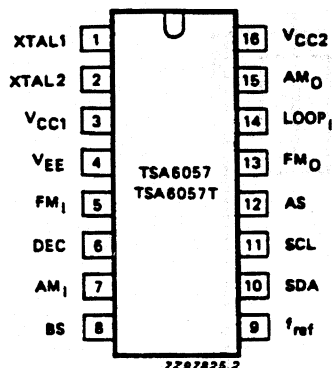 XTAL1 1 16 VCC2
XTAL2 2 15 AMO
VCC1 3 14 LOOPI
VEE 4 13 FMO
TSA6057
TSA6057T
FMI 5 12 AS
DEC 6 11 SCL
AMI 7 10 SDA
BS 8 9 fref
7Z97825.2